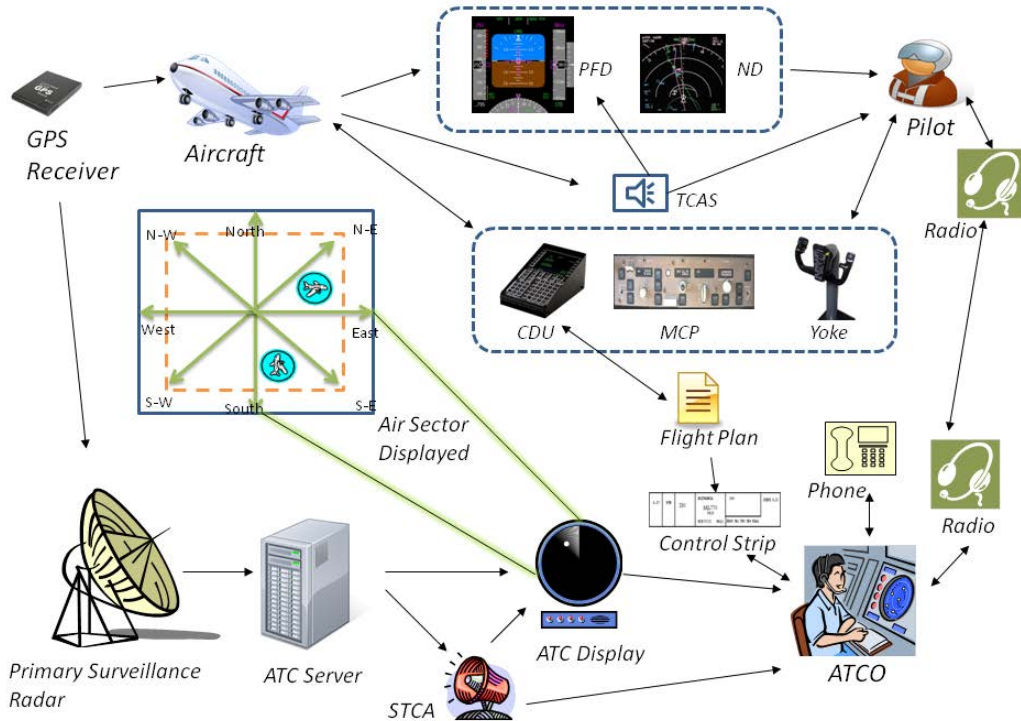 PFD
ND
GPS
GPS
Receiver
Aircraft
Pilot
TCAS
Radio
N-W
North
N-E
West
East
S-W
South
S-E
CDU
MCP
Yoke
Air Sector
Displayed
Flight Plan
Phone
Control Strip
Radio
Primary Surveillance
Radar
ATC Server
STCA
ATC Display
ATCO